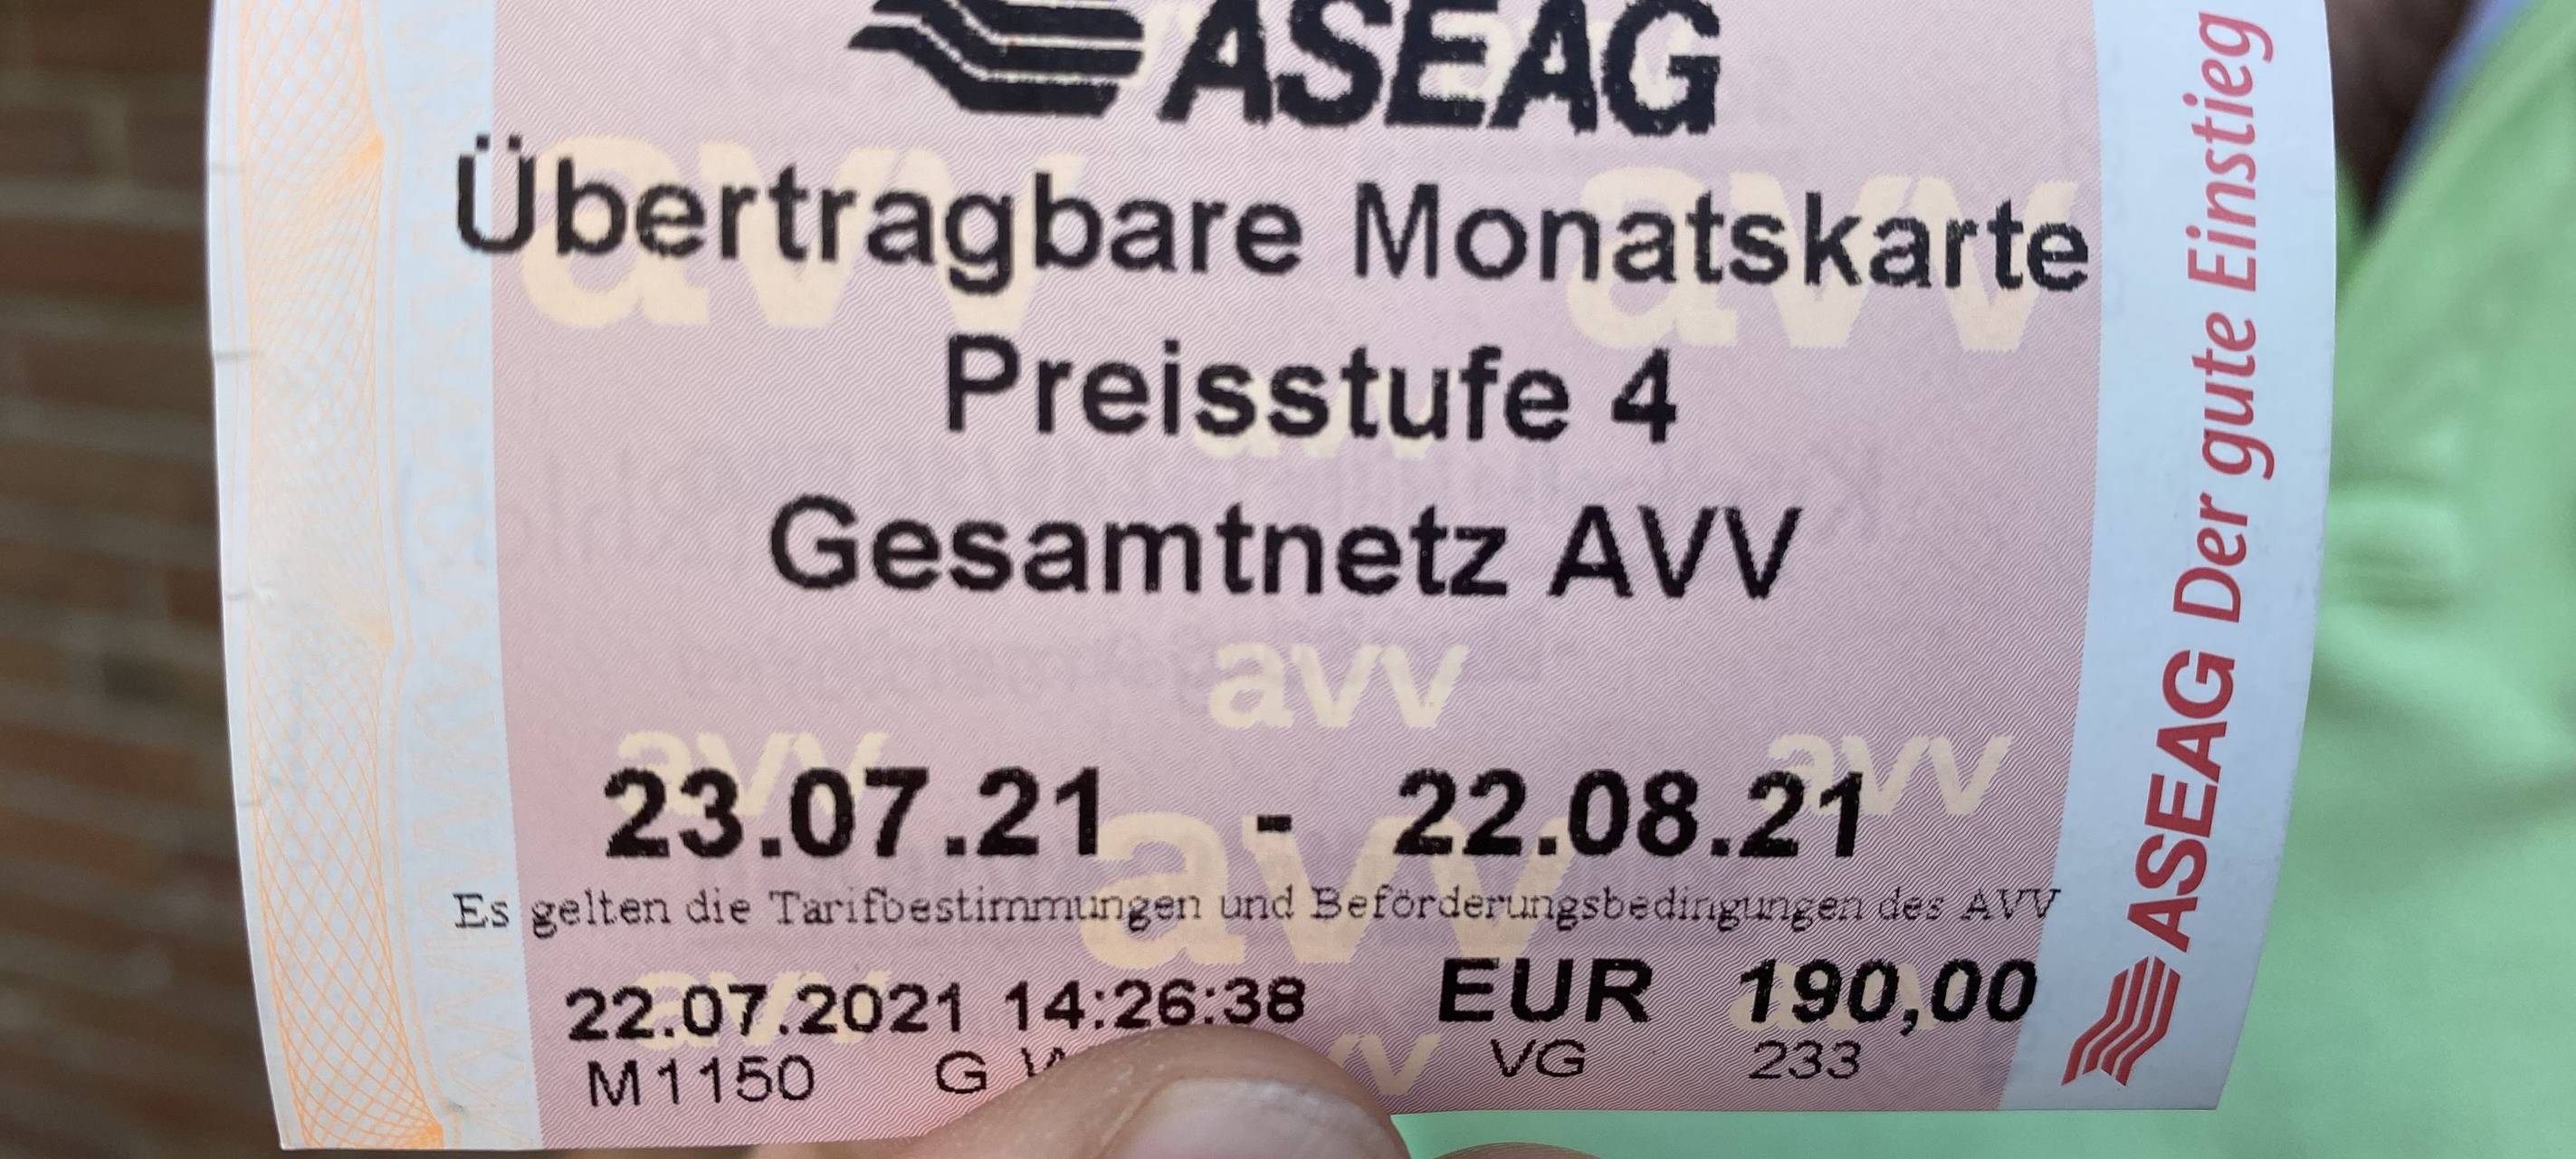 ASEAG
Übertragbare Monatskarte
Preisstufe 4
Gesamtnetz AVV
avv
23.07.21 - 22.08.21
Es gelten die Tarifbestimmungen und Beförderungsbedingungen des AVV
22.07.2021 14:26:38 EUR 190,00
M1150 G VG 233
ASEAG Der gute Einstieg